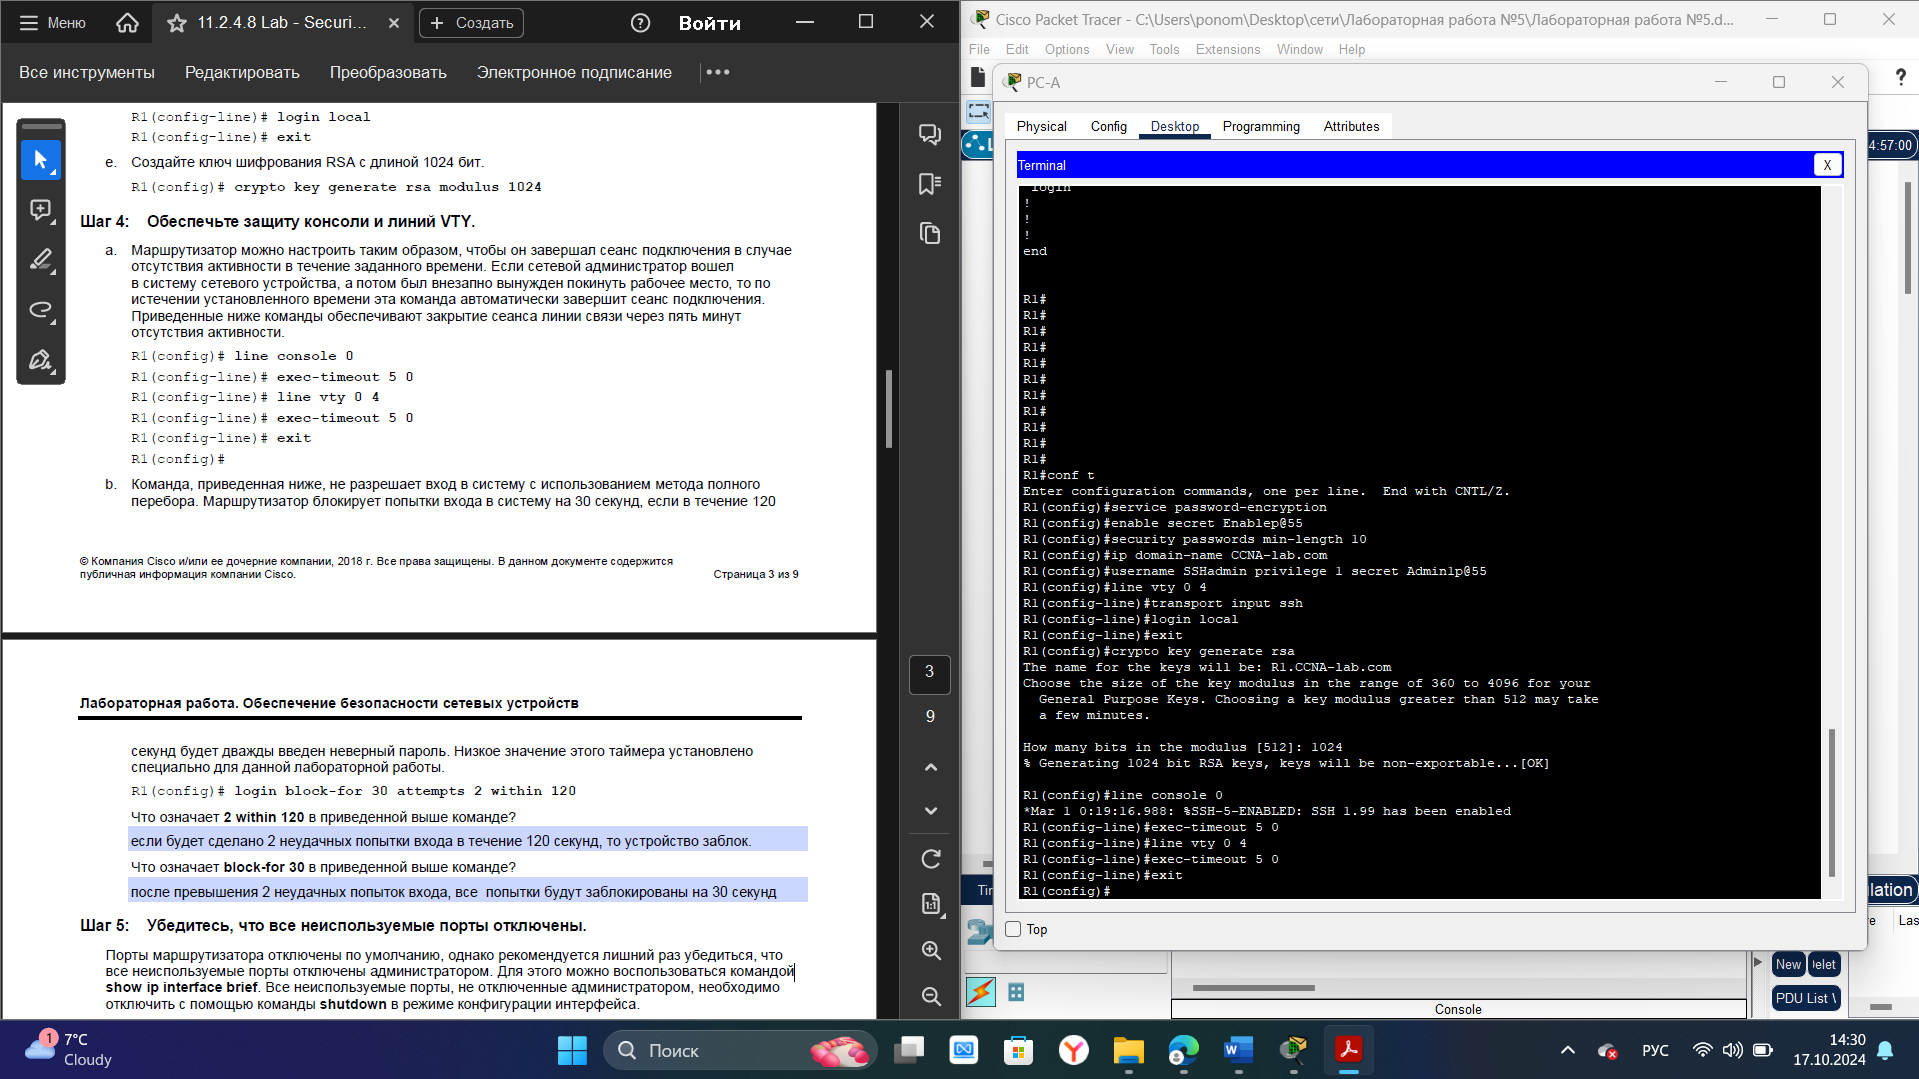 Меню
11.2.4.8 Lab - Securi...
Создать
Войти
Все инструменты
Редактировать
Преобразовать
Электронное подписание
R1(config-line)# login local
R1(config-line)# exit
e. Создайте ключ шифрования RSA с длиной 1024 бит.
R1(config)# crypto key generate rsa modulus 1024
Шаг 4: Обеспечьте защиту консоли и линий VTY.
a. Маршрутизатор можно настроить таким образом, чтобы он завершал сеанс подключения в случае
отсутствия активности в течение заданного времени. Если сетевой администратор вошел
в систему сетевого устройства, а потом был внезапно вынужден покинуть рабочее место, то по
истечении установленного времени эта команда автоматически завершит сеанс подключения.
Приведенные ниже команды обеспечивают закрытие сеанса линии связи через пять минут
отсутствия активности.
R1(config)# line console 0
R1(config-line)# exec-timeout 5 0
R1(config-line)# line vty 0 4
R1(config-line)# exec-timeout 5 0
R1(config-line)# exit
R1(config)#
b. Команда, приведенная ниже, не разрешает вход в систему с использованием метода полного
перебора. Маршрутизатор блокирует попытки входа в систему на 30 секунд, если в течение 120
© Компания Cisco и/или ее дочерние компании, 2018 г. Все права защищены. В данном документе содержится
публичная информация компании Cisco.
Страница 3 из 9
Лабораторная работа. Обеспечение безопасности сетевых устройств
секунд будет дважды введен неверный пароль. Низкое значение этого таймера установлено
специально для данной лабораторной работы.
R1(config)# login block-for 30 attempts 2 within 120
Что означает 2 within 120 в приведенной выше команде?
если будет сделано 2 неудачных попытки входа в течение 120 секунд, то устройство заблок.
Что означает block-for 30 в приведенной выше команде?
после превышения 2 неудачных попыток входа, все попытки будут заблокированы на 30 секунд
Шаг 5: Убедитесь, что все неиспользуемые порты отключены.
Порты маршрутизатора отключены по умолчанию, однако рекомендуется лишний раз убедиться, что
все неиспользуемые порты отключены администратором. Для этого можно воспользоваться командой
show ip interface brief. Все неиспользуемые порты, не отключенные администратором, необходимо
отключить с помощью команды shutdown в режиме конфигурации интерфейса.
3
9
1:1
Cisco Packet Tracer - C:\Users\ponom\Desktop\сети\Лабораторная работа №5\Лабораторная работа №5.d...
File Edit Options View Tools Extensions Window Help
PC-A
Physical Config Desktop Programming Attributes
Terminal
X
login
!
!
!
end
R1#
R1#
R1#
R1#
R1#
R1#
R1#
R1#
R1#
R1#
R1#
R1#conf t
Enter configuration commands, one per line. End with CNTL/Z.
R1(config)#service password-encryption
R1(config)#enable secret Enablep@55
R1(config)#security passwords min-length 10
R1(config)#ip domain-name CCNA-lab.com
R1(config)#username SSHadmin privilege 1 secret Admin1p@55
R1(config)#line vty 0 4
R1(config-line)#transport input ssh
R1(config-line)#login local
R1(config-line)#exit
R1(config)#crypto key generate rsa
The name for the keys will be: R1.CCNA-lab.com
Choose the size of the key modulus in the range of 360 to 4096 for your
General Purpose Keys. Choosing a key modulus greater than 512 may take
a few minutes.
How many bits in the modulus [512]: 1024
% Generating 1024 bit RSA keys, keys will be non-exportable...[OK]
R1(config)#line console 0
*Mar 1 0:19:16.988: %SSH-5-ENABLED: SSH 1.99 has been enabled
R1(config-line)#exec-timeout 5 0
R1(config-line)#line vty 0 4
R1(config-line)#exec-timeout 5 0
R1(config-line)#exit
R1(config)#
Top
4:57:00
L
Tir
lation
e Las
New
elet
PDU List \
Console
1
7°C
Cloudy
Поиск
РУС
14:30
17.10.2024